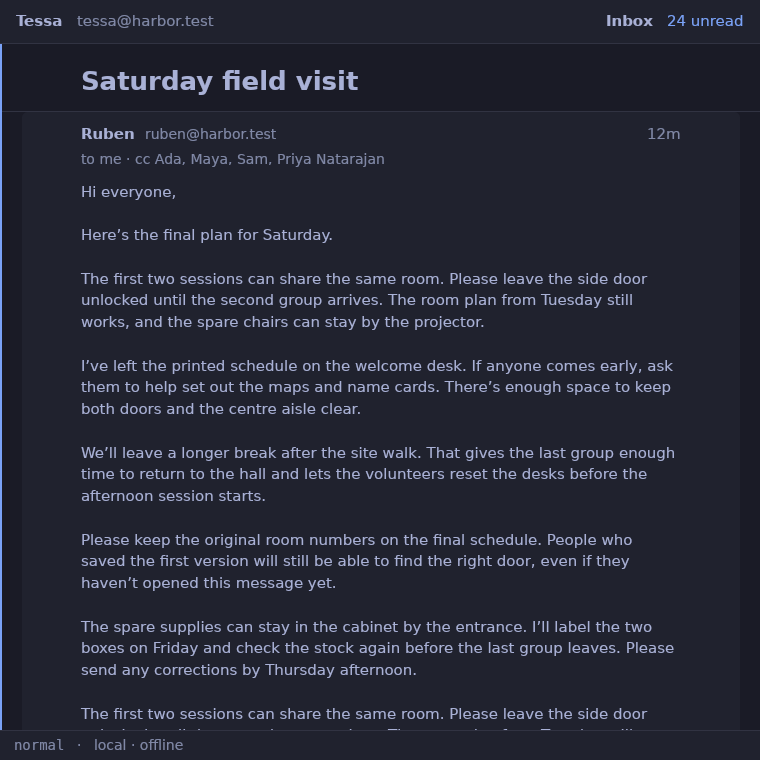 Tessa tessa@harbor.test Inbox 24 unread
Saturday field visit
Ruben ruben@harbor.test 12m
to me · cc Ada, Maya, Sam, Priya Natarajan
Hi everyone,
Here’s the final plan for Saturday.
The first two sessions can share the same room. Please leave the side door
unlocked until the second group arrives. The room plan from Tuesday still
works, and the spare chairs can stay by the projector.
I’ve left the printed schedule on the welcome desk. If anyone comes early, ask
them to help set out the maps and name cards. There’s enough space to keep
both doors and the centre aisle clear.
We’ll leave a longer break after the site walk. That gives the last group enough
time to return to the hall and lets the volunteers reset the desks before the
afternoon session starts.
Please keep the original room numbers on the final schedule. People who
saved the first version will still be able to find the right door, even if they
haven’t opened this message yet.
The spare supplies can stay in the cabinet by the entrance. I’ll label the two
boxes on Friday and check the stock again before the last group leaves. Please
send any corrections by Thursday afternoon.
The first two sessions can share the same room. Please leave the side door
normal · local · offline